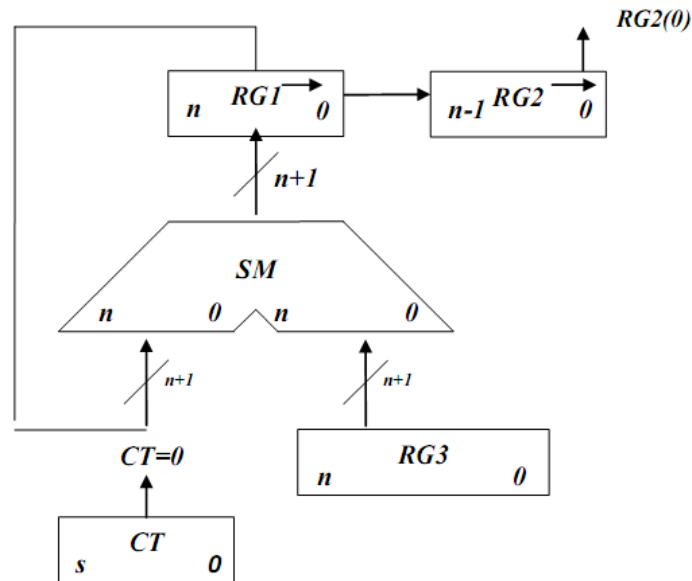 RG2(0)
RG1
n 0
RG2
n-1 0
n+1
SM
n 0 n 0
n+1
n+1
CT=0
RG3
n 0
CT
s 0